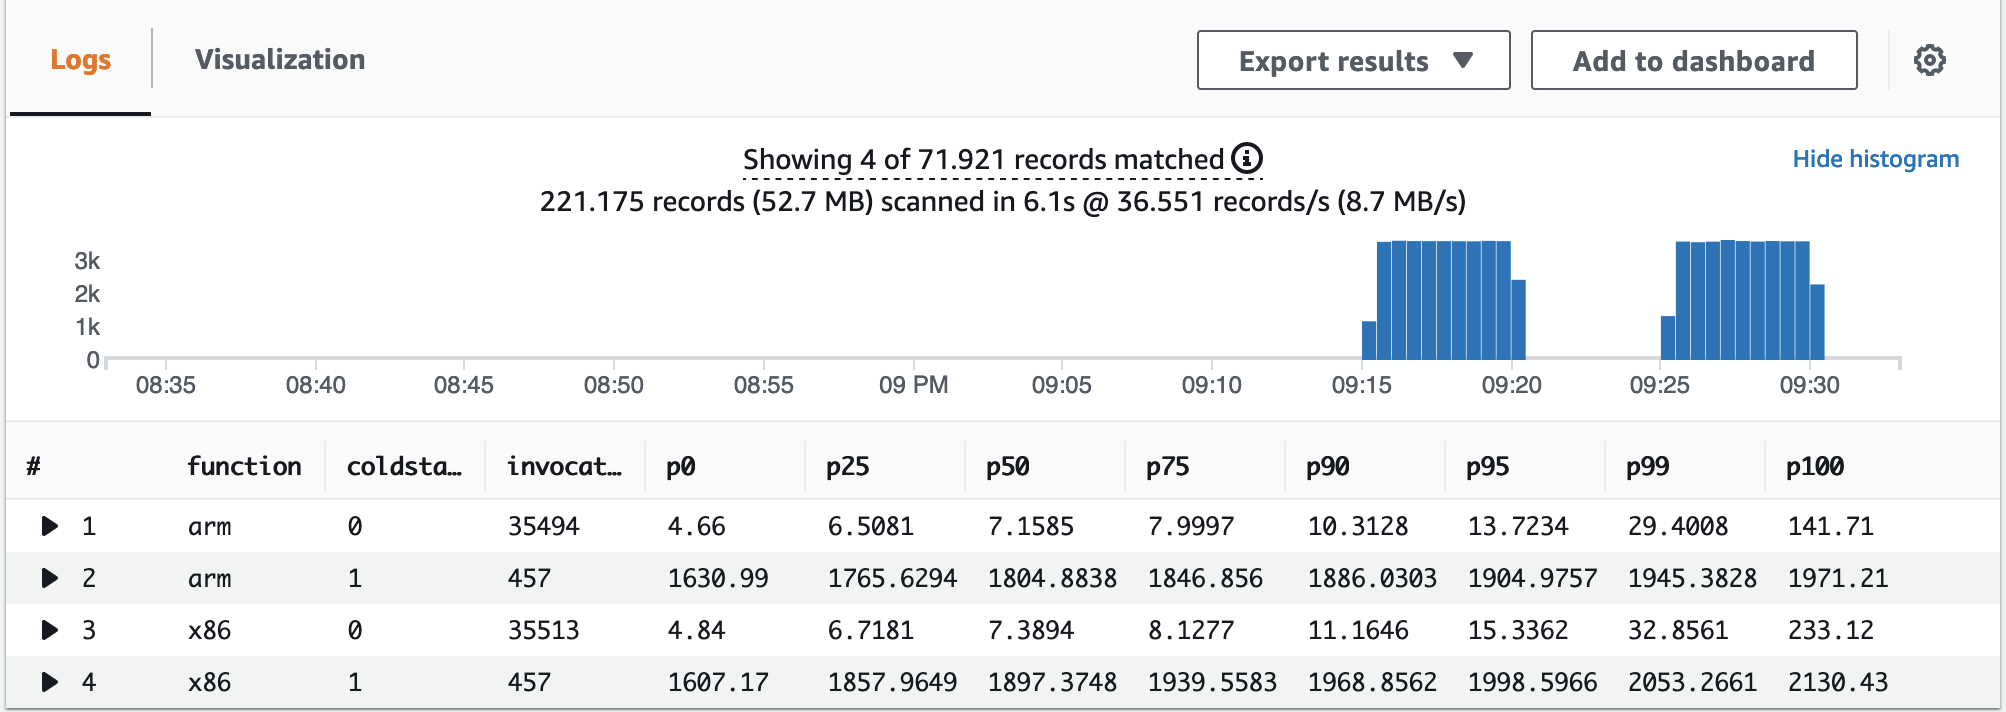 Logs Visualization Export results Add to dashboard
Showing 4 of 71.921 records matched
Hide histogram
221.175 records (52.7 MB) scanned in 6.1s @ 36.551 records/s (8.7 MB/s)
3k
2k
1k
0
08:35 08:40 08:45 08:50 08:55 09 PM 09:05 09:10 09:15 09:20 09:25 09:30
# function coldsta… invocat… p0 p25 p50 p75 p90 p95 p99 p100
1 arm 0 35494 4.66 6.5081 7.1585 7.9997 10.3128 13.7234 29.4008 141.71
2 arm 1 457 1630.99 1765.6294 1804.8838 1846.856 1886.0303 1904.9757 1945.3828 1971.21
3 x86 0 35513 4.84 6.7181 7.3894 8.1277 11.1646 15.3362 32.8561 233.12
4 x86 1 457 1607.17 1857.9649 1897.3748 1939.5583 1968.8562 1998.5966 2053.2661 2130.43